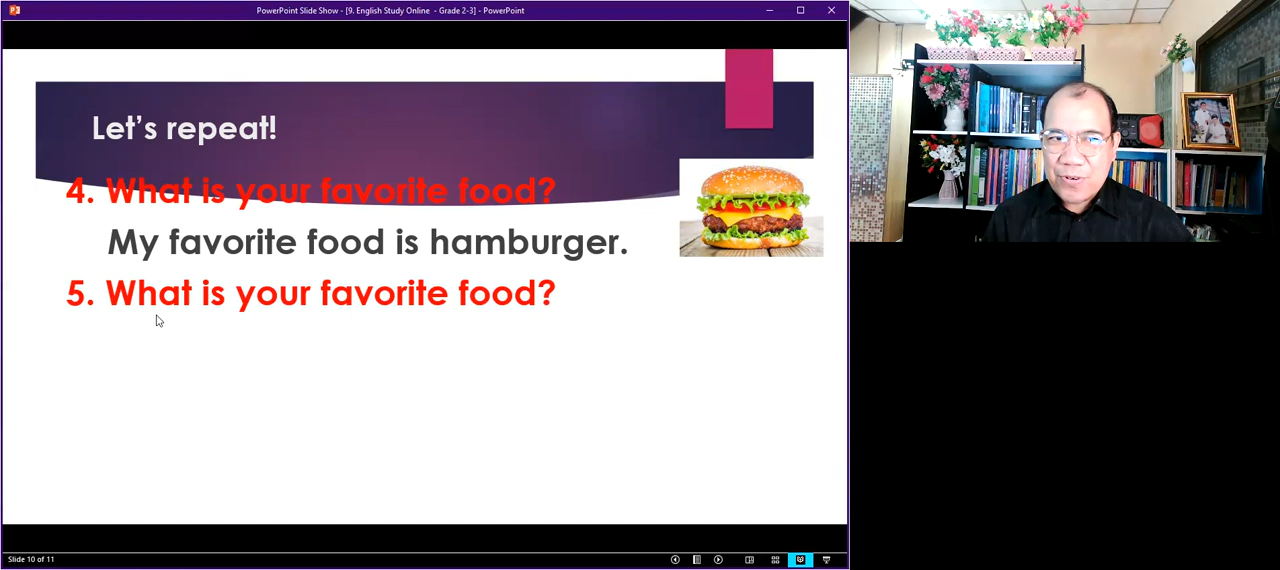 PowerPoint Slide Show - [9. English Study Online - Grade 2-3] - PowerPoint
Let's repeat!
4. What is your favorite food?
My favorite food is hamburger.
5. What is your favorite food?
Slide 10 of 11